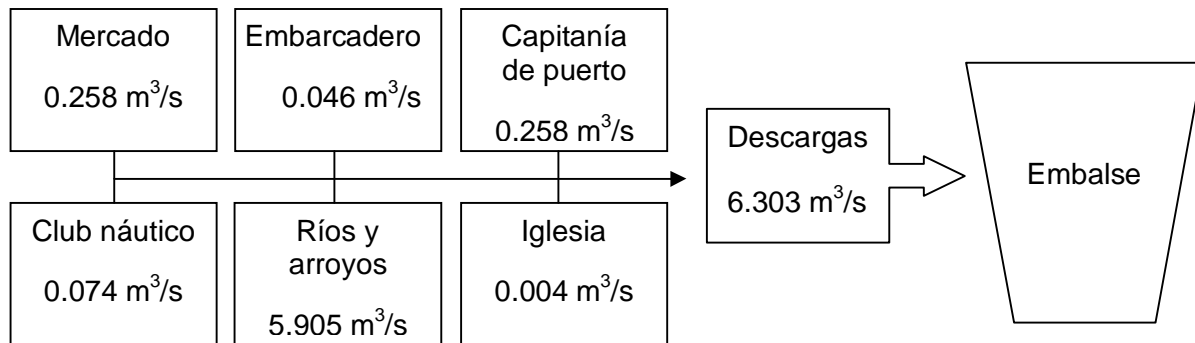 Mercado
0.258 m³/s
Embarcadero
0.046 m³/s
Capitanía
de puerto
0.258 m³/s
Club náutico
0.074 m³/s
Ríos y
arroyos
5.905 m³/s
Iglesia
0.004 m³/s
Descargas
6.303 m³/s
Embalse